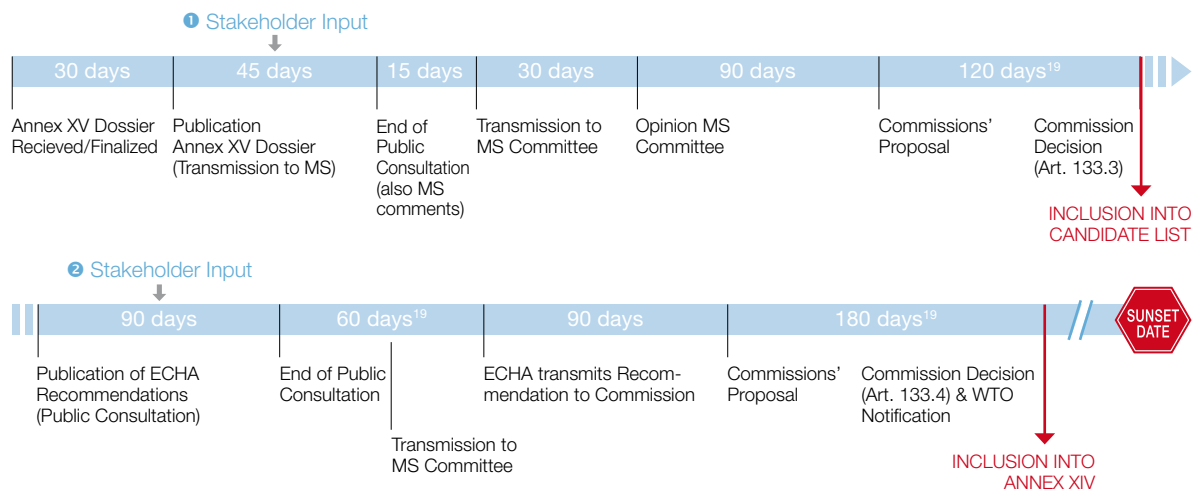 ❶ Stakeholder Input
30 days
45 days
15 days
30 days
90 days
120 days¹⁹
Annex XV Dossier
Recieved/Finalized
Publication
Annex XV Dossier
(Transmission to MS)
End of
Public
Consultation
(also MS
comments)
Transmission to
MS Committee
Opinion MS
Committee
Commissions’
Proposal
Commission
Decision
(Art. 133.3)
INCLUSION INTO
CANDIDATE LIST
❷ Stakeholder Input
90 days
60 days¹⁹
90 days
180 days¹⁹
SUNSET
DATE
Publication of ECHA
Recommendations
(Public Consultation)
End of Public
Consultation
Transmission to
MS Committee
ECHA transmits Recom-
mendation to Commission
Commissions’
Proposal
Commission Decision
(Art. 133.4) & WTO
Notification
INCLUSION INTO
ANNEX XIV